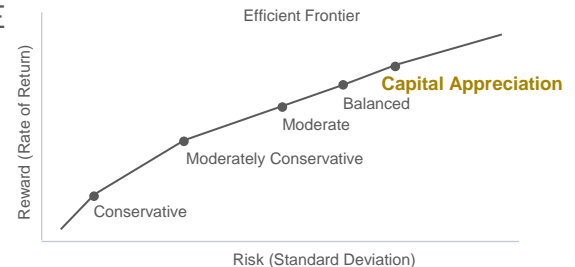 Efficient Frontier
Reward (Rate of Return)
Capital Appreciation
Balanced
Moderate
Moderately Conservative
Conservative
Risk (Standard Deviation)